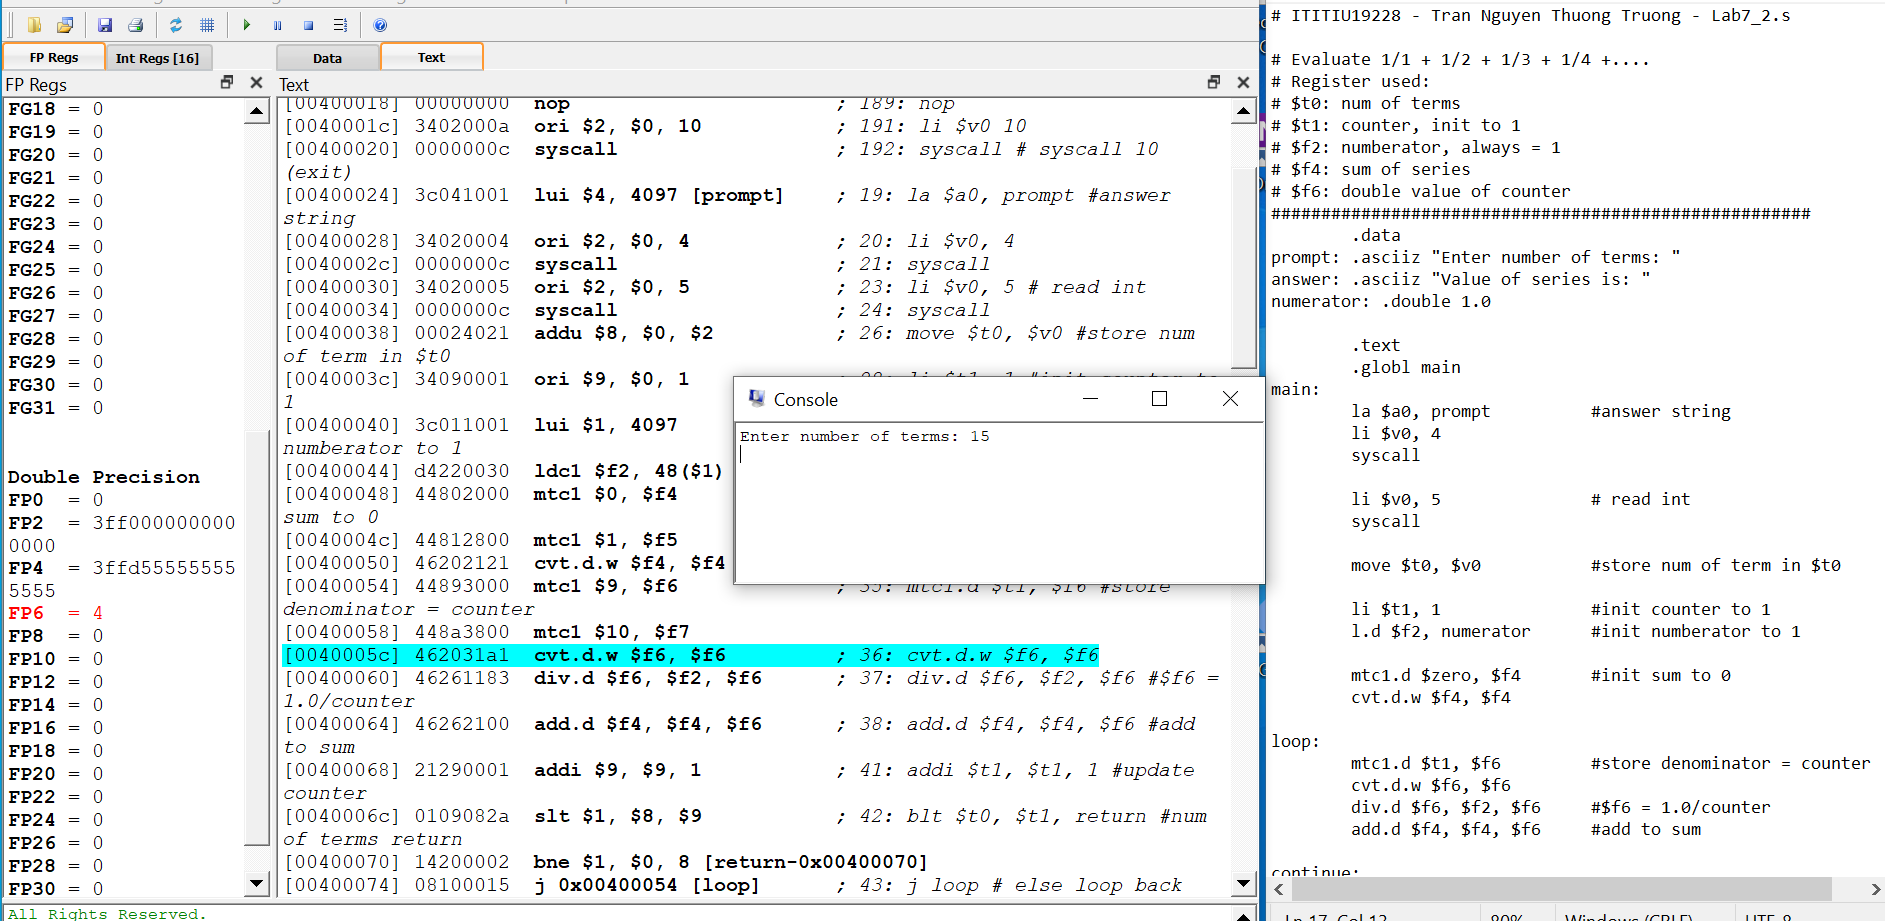 FP Regs
Int Regs [16]
Data
Text
FP Regs
Text
FG18 = 0
FG19 = 0
FG20 = 0
FG21 = 0
FG22 = 0
FG23 = 0
FG24 = 0
FG25 = 0
FG26 = 0
FG27 = 0
FG28 = 0
FG29 = 0
FG30 = 0
FG31 = 0
Double Precision
FP0 = 0
FP2 = 3ff000000000
0000
FP4 = 3ffd55555555
5555
FP6 = 4
FP8 = 0
FP10 = 0
FP12 = 0
FP14 = 0
FP16 = 0
FP18 = 0
FP20 = 0
FP22 = 0
FP24 = 0
FP26 = 0
FP28 = 0
FP30 = 0
All Rights Reserved.
[00400018] 00000000 nop ; 189: nop
[0040001c] 3402000a ori $2, $0, 10 ; 191: li $v0 10
[00400020] 0000000c syscall ; 192: syscall # syscall 10
(exit)
[00400024] 3c041001 lui $4, 4097 [prompt] ; 19: la $a0, prompt #answer
string
[00400028] 34020004 ori $2, $0, 4 ; 20: li $v0, 4
[0040002c] 0000000c syscall ; 21: syscall
[00400030] 34020005 ori $2, $0, 5 ; 23: li $v0, 5 # read int
[00400034] 0000000c syscall ; 24: syscall
[00400038] 00024021 addu $8, $0, $2 ; 26: move $t0, $v0 #store num
of term in $t0
[0040003c] 34090001 ori $9, $0, 1
1
[00400040] 3c011001 lui $1, 4097
numberator to 1
[00400044] d4220030 ldc1 $f2, 48($1)
[00400048] 44802000 mtc1 $0, $f4
sum to 0
[0040004c] 44812800 mtc1 $1, $f5
[00400050] 46202121 cvt.d.w $f4, $f4
[00400054] 44893000 mtc1 $9, $f6 ; 35: mtc1.d $t1, $f6 #store
denominator = counter
[00400058] 448a3800 mtc1 $10, $f7
[0040005c] 462031a1 cvt.d.w $f6, $f6 ; 36: cvt.d.w $f6, $f6
[00400060] 46261183 div.d $f6, $f2, $f6 ; 37: div.d $f6, $f2, $f6 #$f6 =
1.0/counter
[00400064] 46262100 add.d $f4, $f4, $f6 ; 38: add.d $f4, $f4, $f6 #add
to sum
[00400068] 21290001 addi $9, $9, 1 ; 41: addi $t1, $t1, 1 #update
counter
[0040006c] 0109082a slt $1, $8, $9 ; 42: blt $t0, $t1, return #num
of terms return
[00400070] 14200002 bne $1, $0, 8 [return-0x00400070]
[00400074] 08100015 j 0x00400054 [loop] ; 43: j loop # else loop back
Console
Enter number of terms: 15
# ITITIU19228 - Tran Nguyen Thuong Truong - Lab7_2.s
# Evaluate 1/1 + 1/2 + 1/3 + 1/4 +....
# Register used:
# $t0: num of terms
# $t1: counter, init to 1
# $f2: numberator, always = 1
# $f4: sum of series
# $f6: double value of counter
######################################################
.data
prompt: .asciiz "Enter number of terms: "
answer: .asciiz "Value of series is: "
numerator: .double 1.0
.text
.globl main
main:
la $a0, prompt #answer string
li $v0, 4
syscall
li $v0, 5 # read int
syscall
move $t0, $v0 #store num of term in $t0
li $t1, 1 #init counter to 1
l.d $f2, numerator #init numberator to 1
mtc1.d $zero, $f4 #init sum to 0
cvt.d.w $f4, $f4
loop:
mtc1.d $t1, $f6 #store denominator = counter
cvt.d.w $f6, $f6
div.d $f6, $f2, $f6 #$f6 = 1.0/counter
add.d $f4, $f4, $f6 #add to sum
continue:
Ln 17, Col 13 80% Windows (CRLF) UTF-8